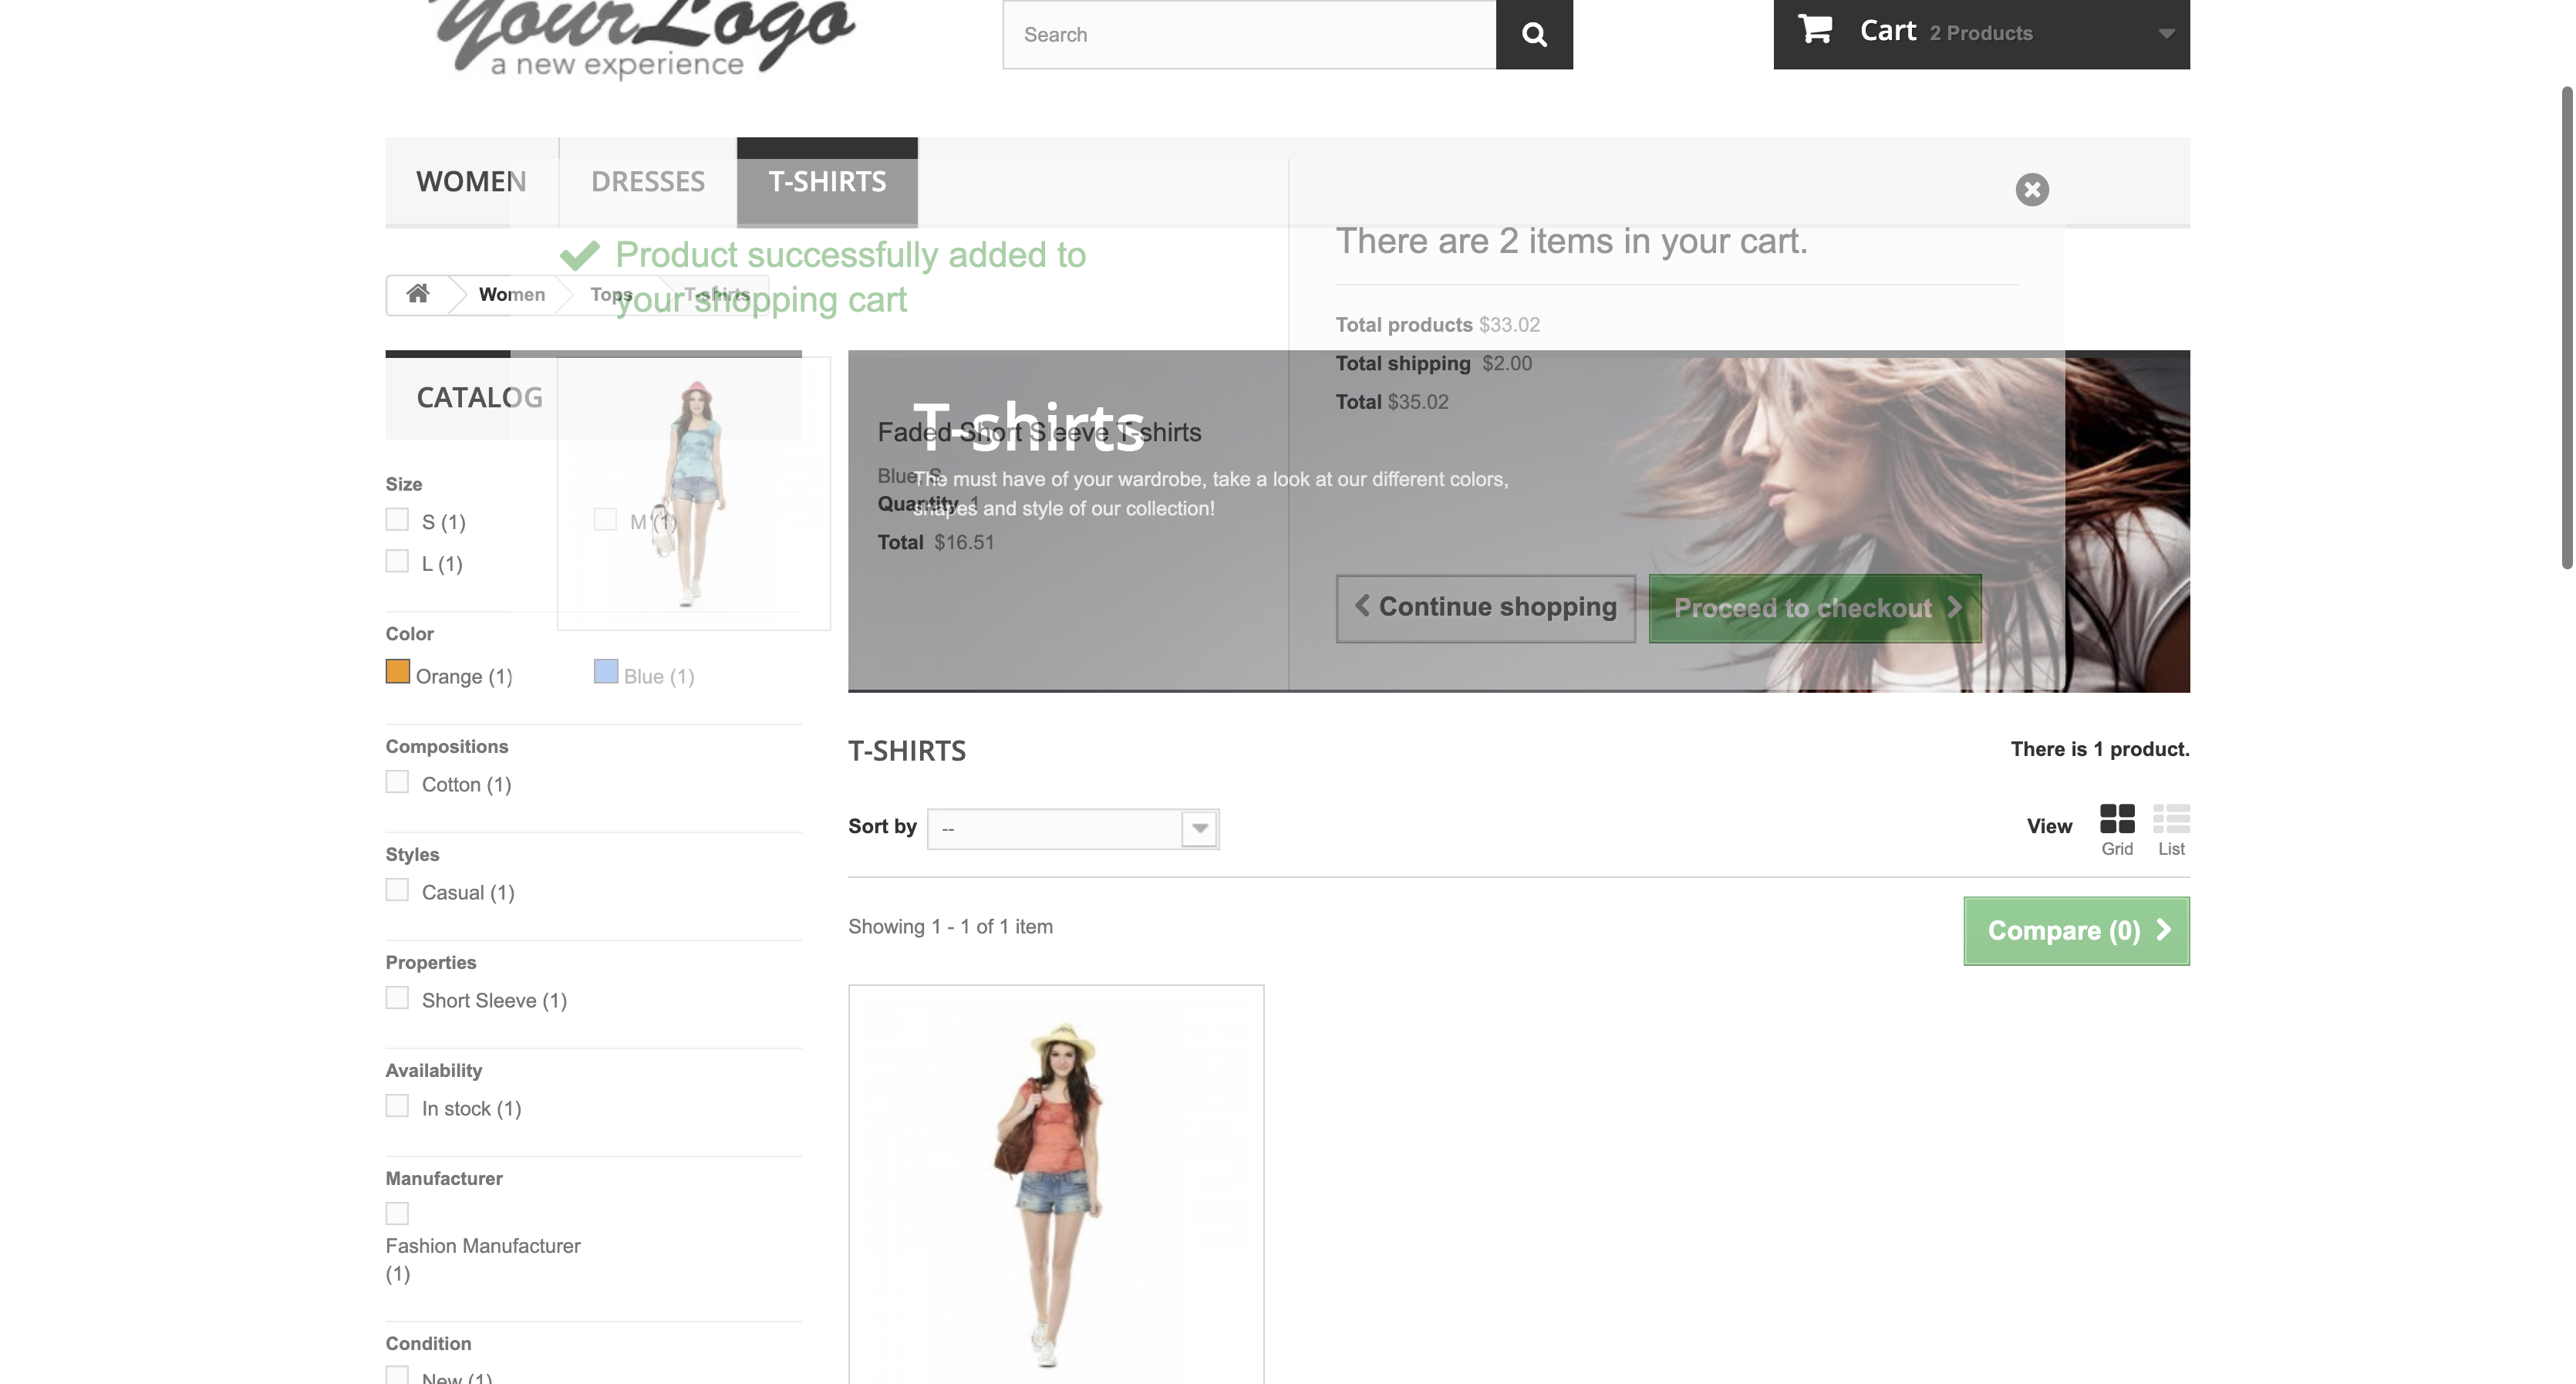 YourLogo
a new experience
Search
Cart 2 Products
WOMEN
DRESSES
T-SHIRTS
Product successfully added to
your shopping cart
There are 2 items in your cart.
Women
Tops
T-shirts
Total products $33.02
Total shipping $2.00
Total $35.02
CATALOG
T-shirts
Faded Short Sleeve T-shirts
Blue, S
The must have of your wardrobe, take a look at our different colors,
shapes and style of our collection!
Quantity 1
Total $16.51
Continue shopping
Proceed to checkout
Size
S (1)
M (1)
L (1)
Color
Orange (1)
Blue (1)
Compositions
Cotton (1)
Styles
Casual (1)
Properties
Short Sleeve (1)
Availability
In stock (1)
Manufacturer
Fashion Manufacturer
(1)
Condition
New (1)
T-SHIRTS
There is 1 product.
Sort by --
View
Grid
List
Showing 1 - 1 of 1 item
Compare (0)